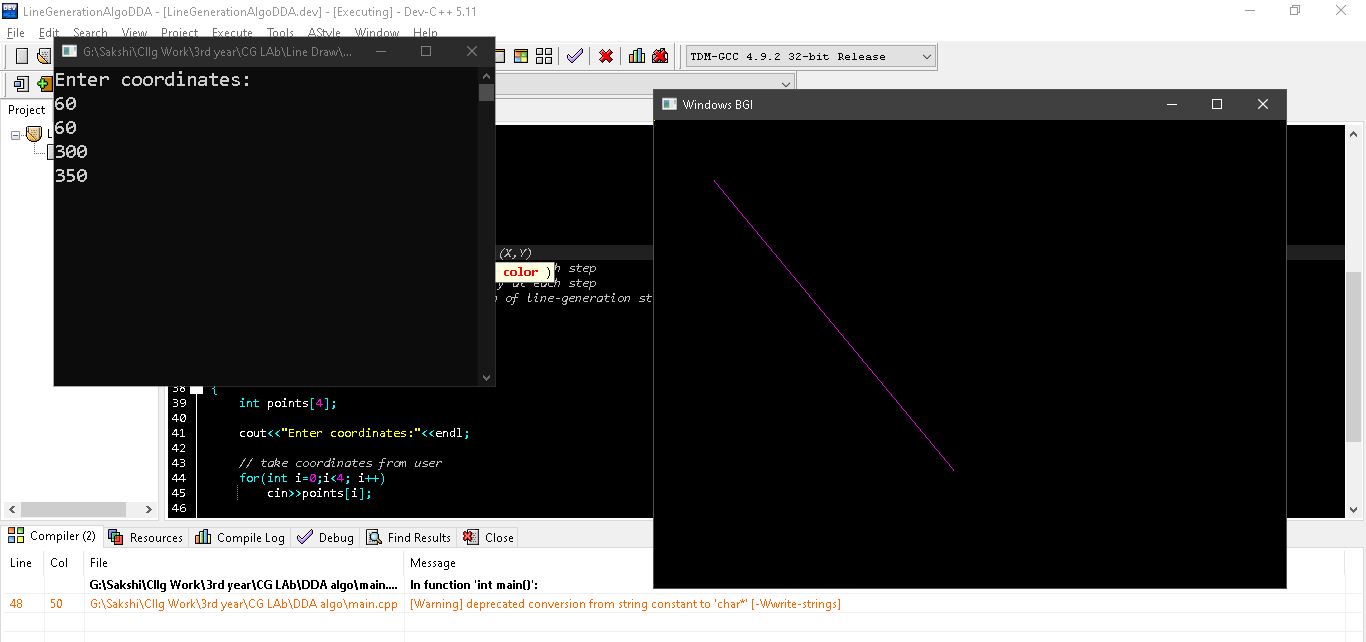 LineGenerationAlgoDDA - [LineGenerationAlgoDDA.dev] - [Executing] - Dev-C++ 5.11
File Edit Search View Project Execute Tools AStyle Window Help
G:\Sakshi\Cllg Work\3rd year\CG LAb\Line Draw\...
TDM-GCC 4.9.2 32-bit Release
Enter coordinates:
60
60
300
350
Project
Windows BGI
(X,Y)
color )
h step
y at each step
of line-generation st
38 {
39 int points[4];
40
41 cout<<"Enter coordinates:"<<endl;
42
43 // take coordinates from user
44 for(int i=0;i<4; i++)
45 cin>>points[i];
46
Compiler (2) Resources Compile Log Debug Find Results Close
Line Col File Message
G:\Sakshi\Cllg Work\3rd year\CG LAb\DDA algo\main.... In function 'int main()':
48 50 G:\Sakshi\Cllg Work\3rd year\CG LAb\DDA algo\main.cpp [Warning] deprecated conversion from string constant to 'char*' [-Wwrite-strings]